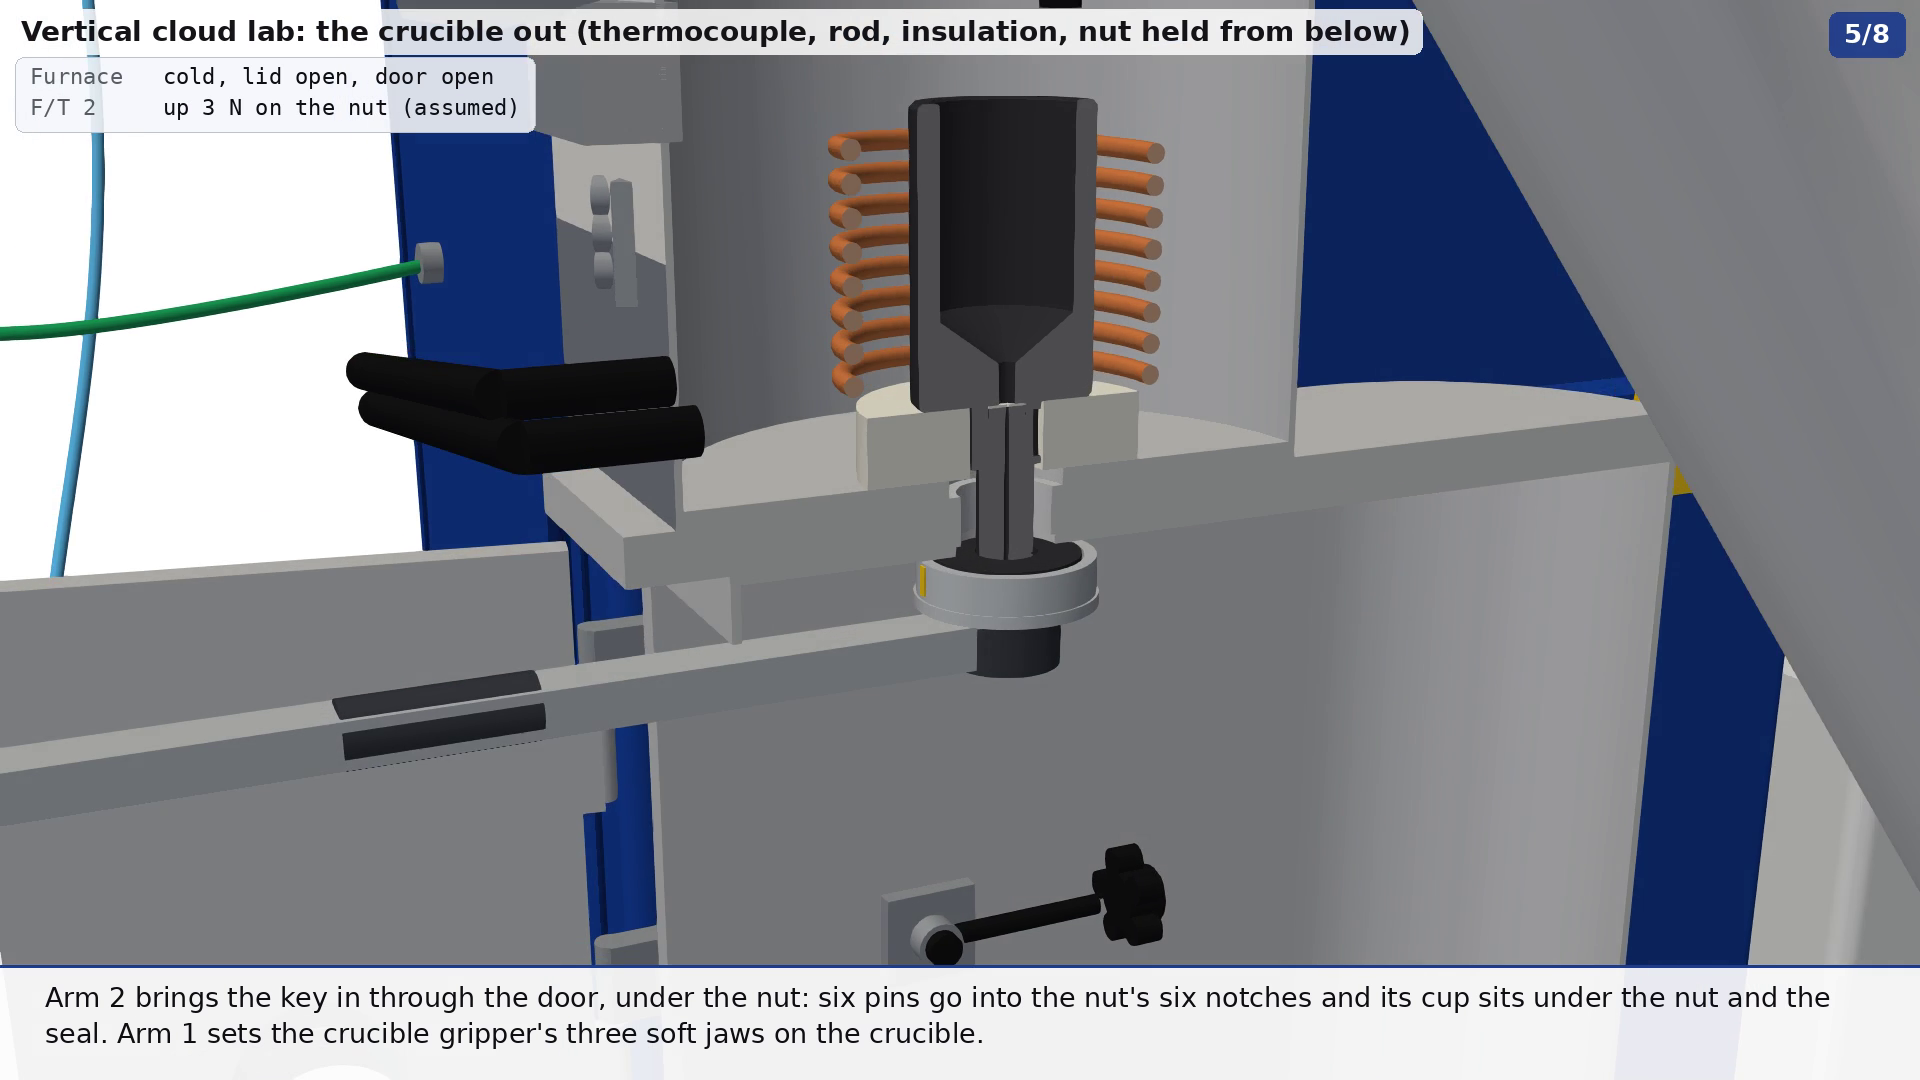 Vertical cloud lab: the crucible out (thermocouple, rod, insulation, nut held from below)
5/8
Furnace cold, lid open, door open
F/T 2 up 3 N on the nut (assumed)
Arm 2 brings the key in through the door, under the nut: six pins go into the nut's six notches and its cup sits under the nut and the
seal. Arm 1 sets the crucible gripper's three soft jaws on the crucible.